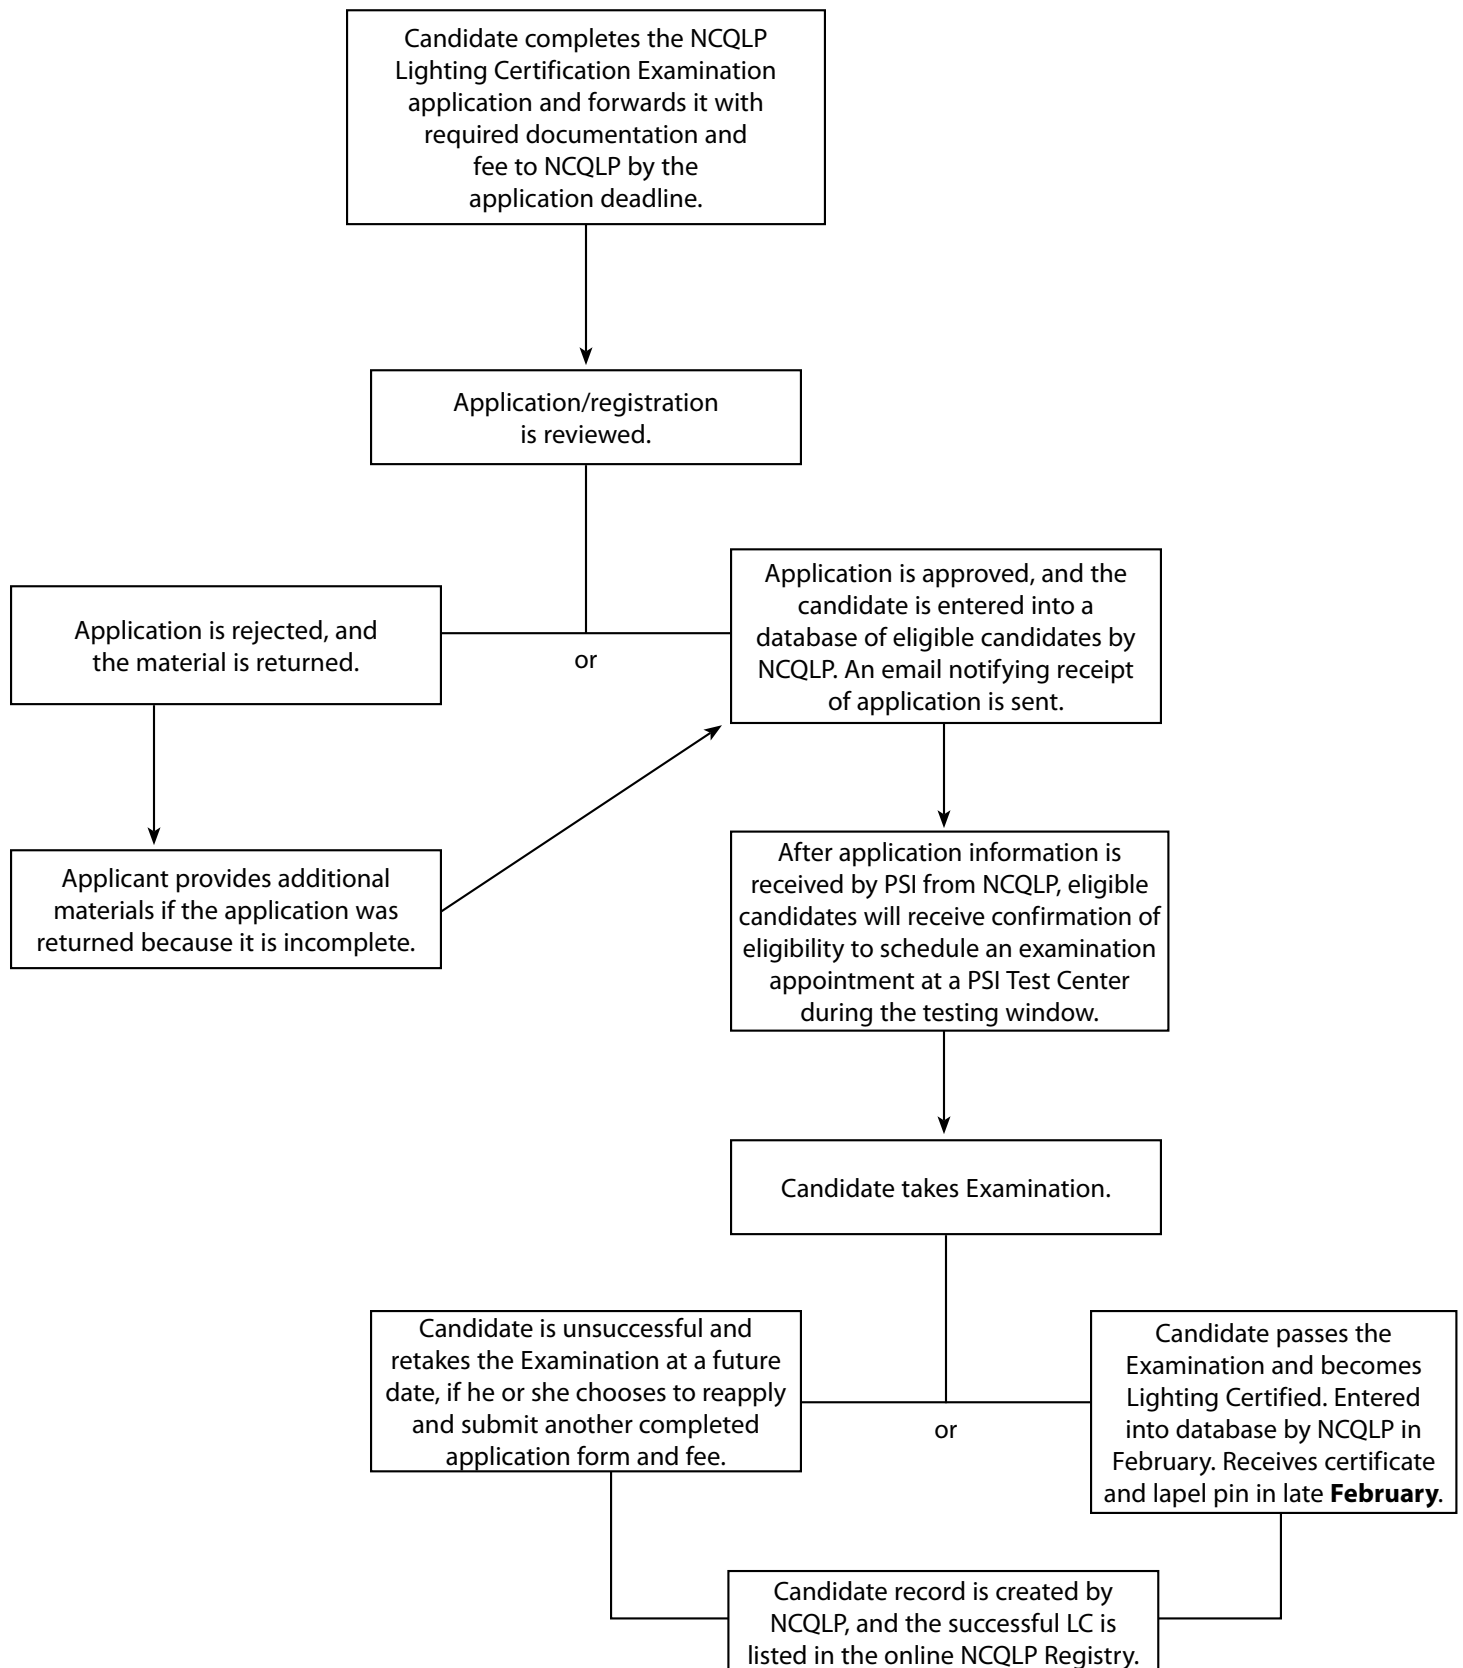 Candidate completes the NCQLP
Lighting Certification Examination
application and forwards it with
required documentation and
fee to NCQLP by the
application deadline.
Application/registration
is reviewed.
Application is rejected, and
the material is returned.
or
Application is approved, and the
candidate is entered into a
database of eligible candidates by
NCQLP. An email notifying receipt
of application is sent.
Applicant provides additional
materials if the application was
returned because it is incomplete.
After application information is
received by PSI from NCQLP, eligible
candidates will receive confirmation of
eligibility to schedule an examination
appointment at a PSI Test Center
during the testing window.
Candidate takes Examination.
Candidate is unsuccessful and
retakes the Examination at a future
date, if he or she chooses to reapply
and submit another completed
application form and fee.
or
Candidate passes the
Examination and becomes
Lighting Certified. Entered
into database by NCQLP in
February. Receives certificate
and lapel pin in late February.
Candidate record is created by
NCQLP, and the successful LC is
listed in the online NCQLP Registry.